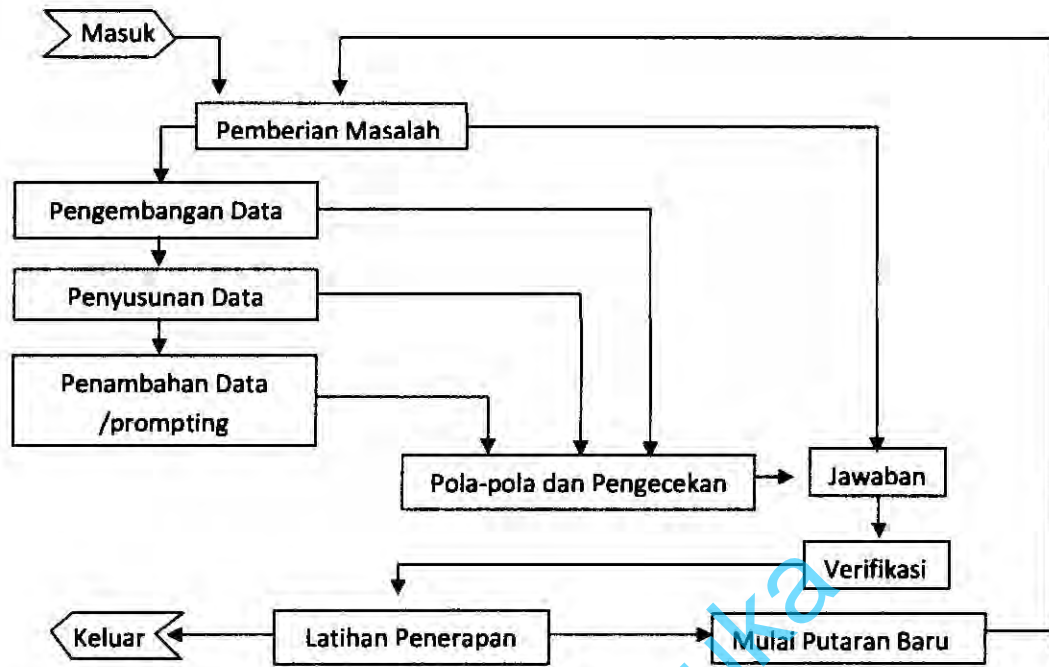 Masuk
Pemberian Masalah
Pengembangan Data
Penyusunan Data
Penambahan Data
/prompting
Pola-pola dan Pengecekan
Jawaban
Verifikasi
Keluar
Latihan Penerapan
Mulai Putaran Baru